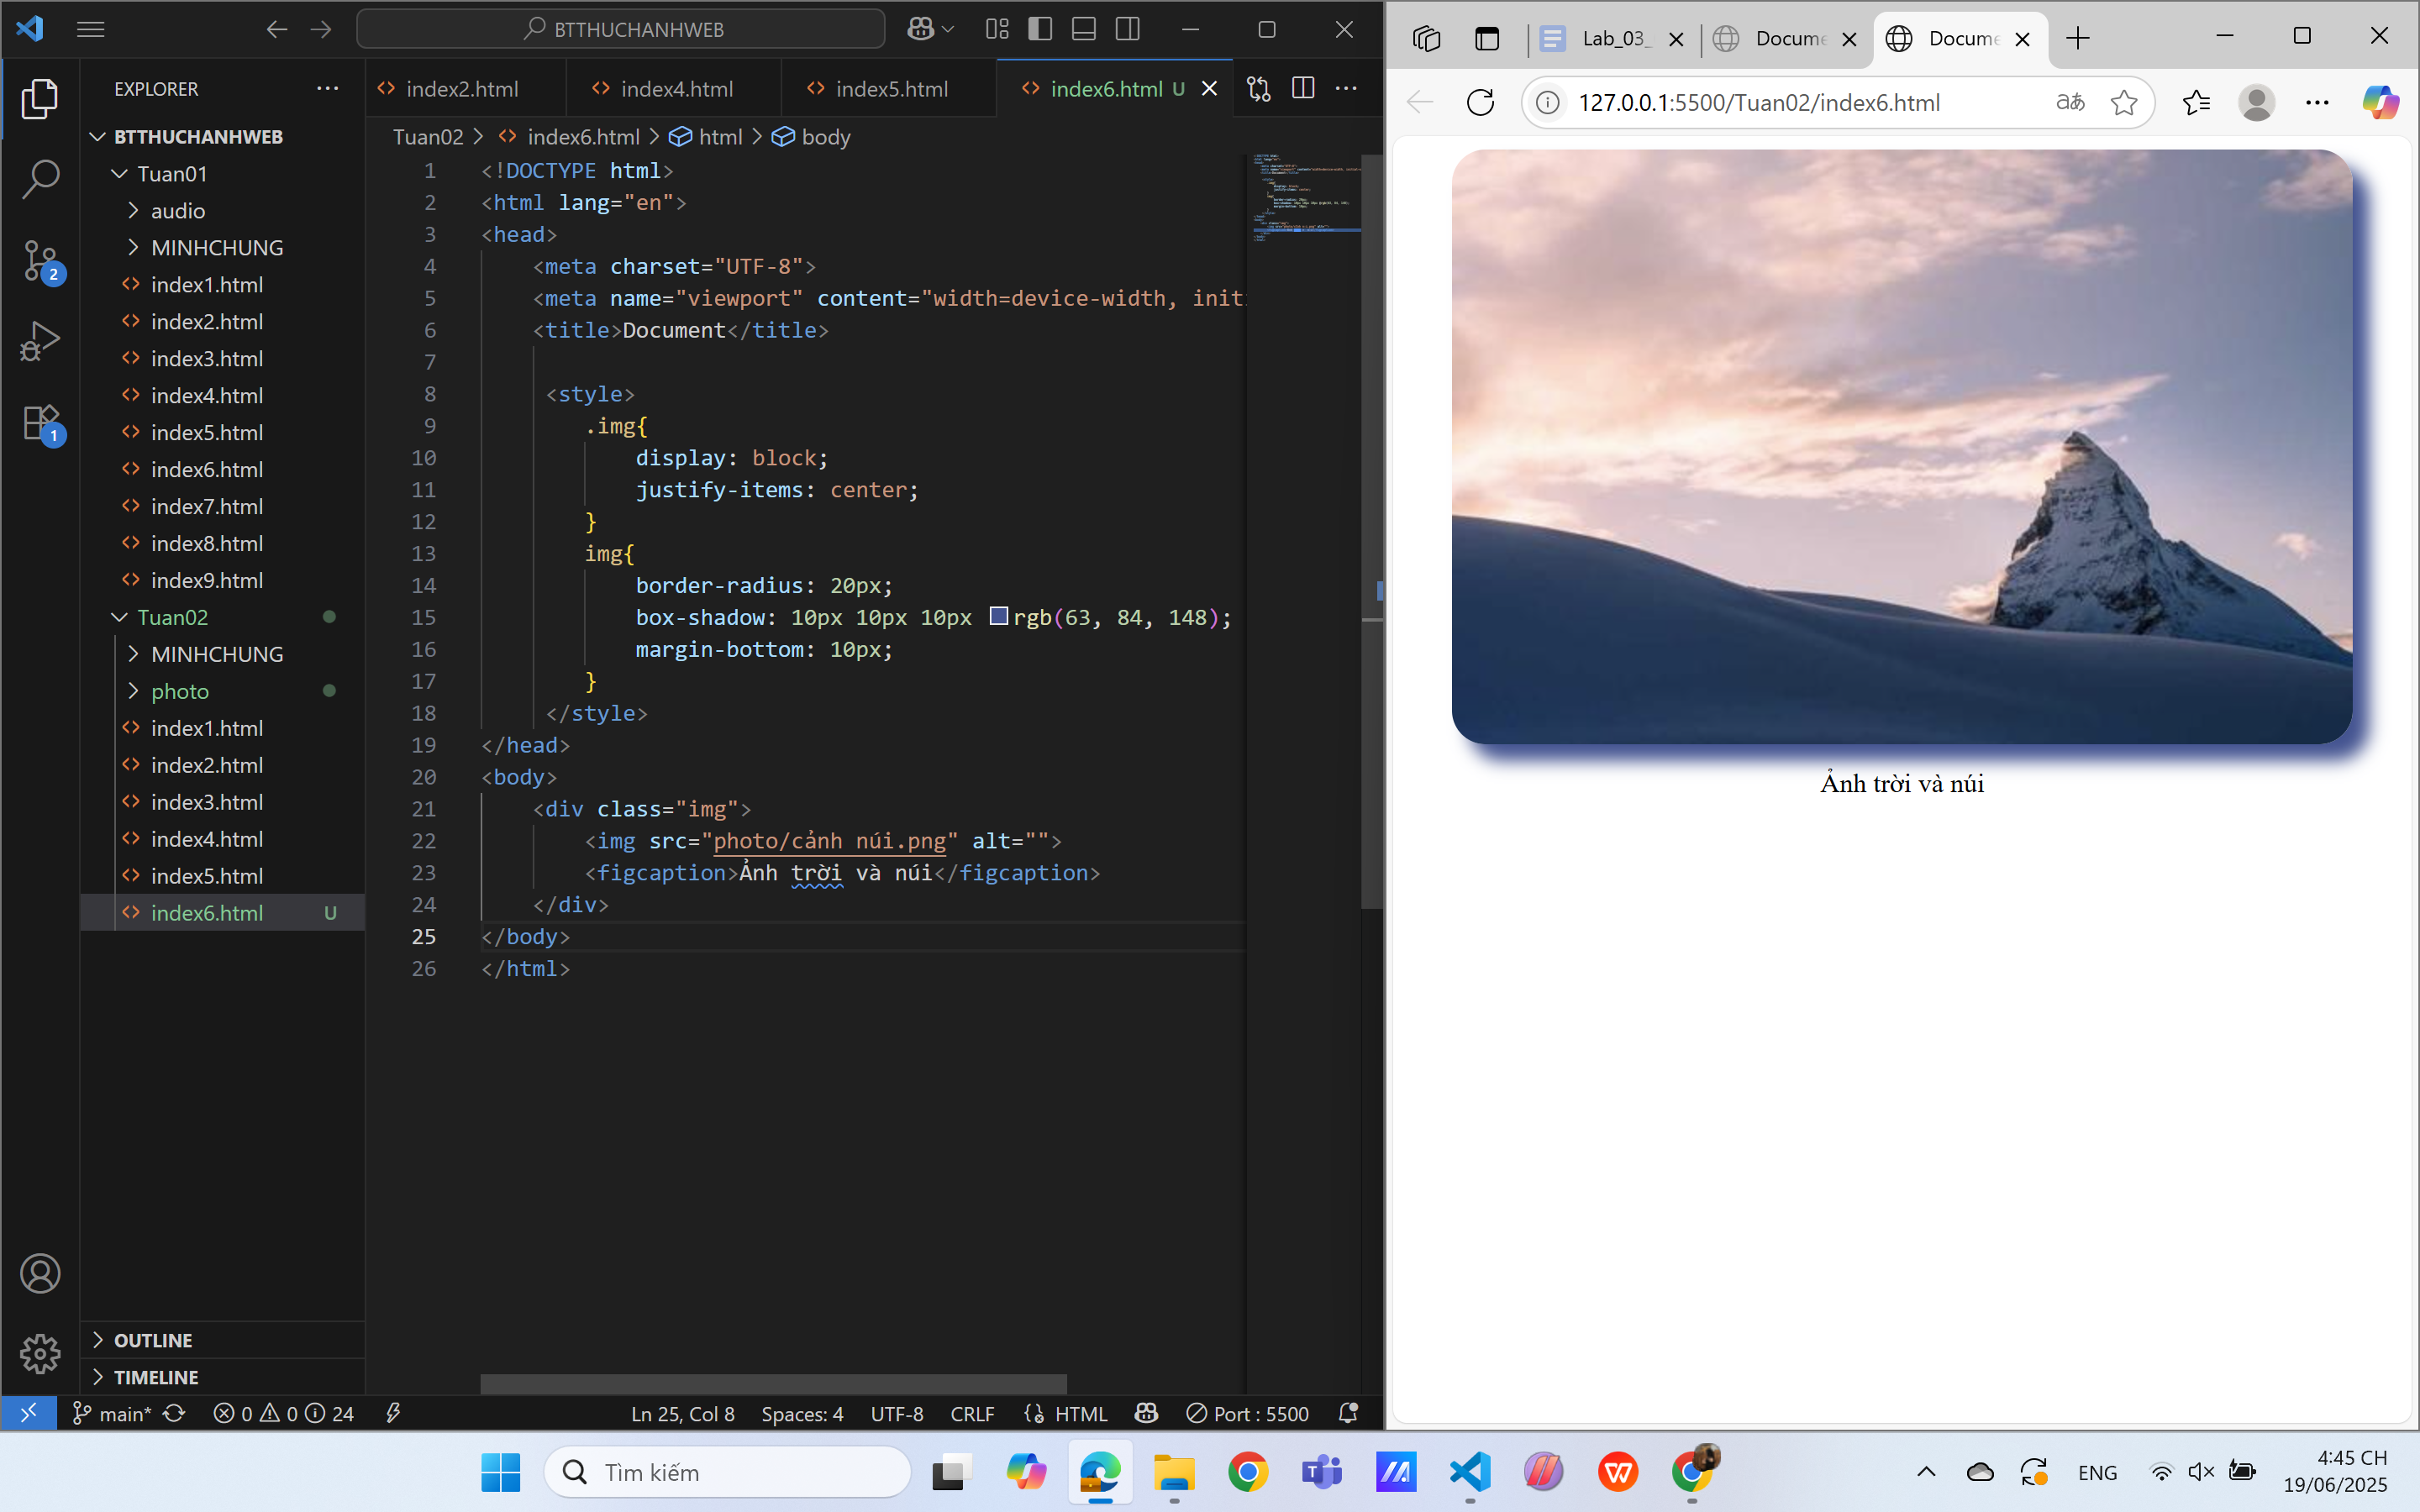 BTTHUCHANHWEB
EXPLORER
BTTHUCHANHWEB
Tuan01
audio
MINHCHUNG
index1.html
index2.html
index3.html
index4.html
index5.html
index6.html
index7.html
index8.html
index9.html
Tuan02
MINHCHUNG
photo
index1.html
index2.html
index3.html
index4.html
index5.html
index6.html U
OUTLINE
TIMELINE
2
1
index2.html index4.html index5.html index6.html U
Tuan02 > index6.html > html > body
1 <!DOCTYPE html>
2 <html lang="en">
3 <head>
4 <meta charset="UTF-8">
5 <meta name="viewport" content="width=device-width, init
6 <title>Document</title>
7
8 <style>
9 .img{
10 display: block;
11 justify-items: center;
12 }
13 img{
14 border-radius: 20px;
15 box-shadow: 10px 10px 10px rgb(63, 84, 148);
16 margin-bottom: 10px;
17 }
18 </style>
19 </head>
20 <body>
21 <div class="img">
22 <img src="photo/cảnh núi.png" alt="">
23 <figcaption>Ảnh trời và núi</figcaption>
24 </div>
25 </body>
26 </html>
main* 0 0 24 Ln 25, Col 8 Spaces: 4 UTF-8 CRLF HTML Port : 5500
Lab_03_ Docume Docume
127.0.0.1:5500/Tuan02/index6.html
Ảnh trời và núi
Tìm kiếm
ENG
4:45 CH
19/06/2025